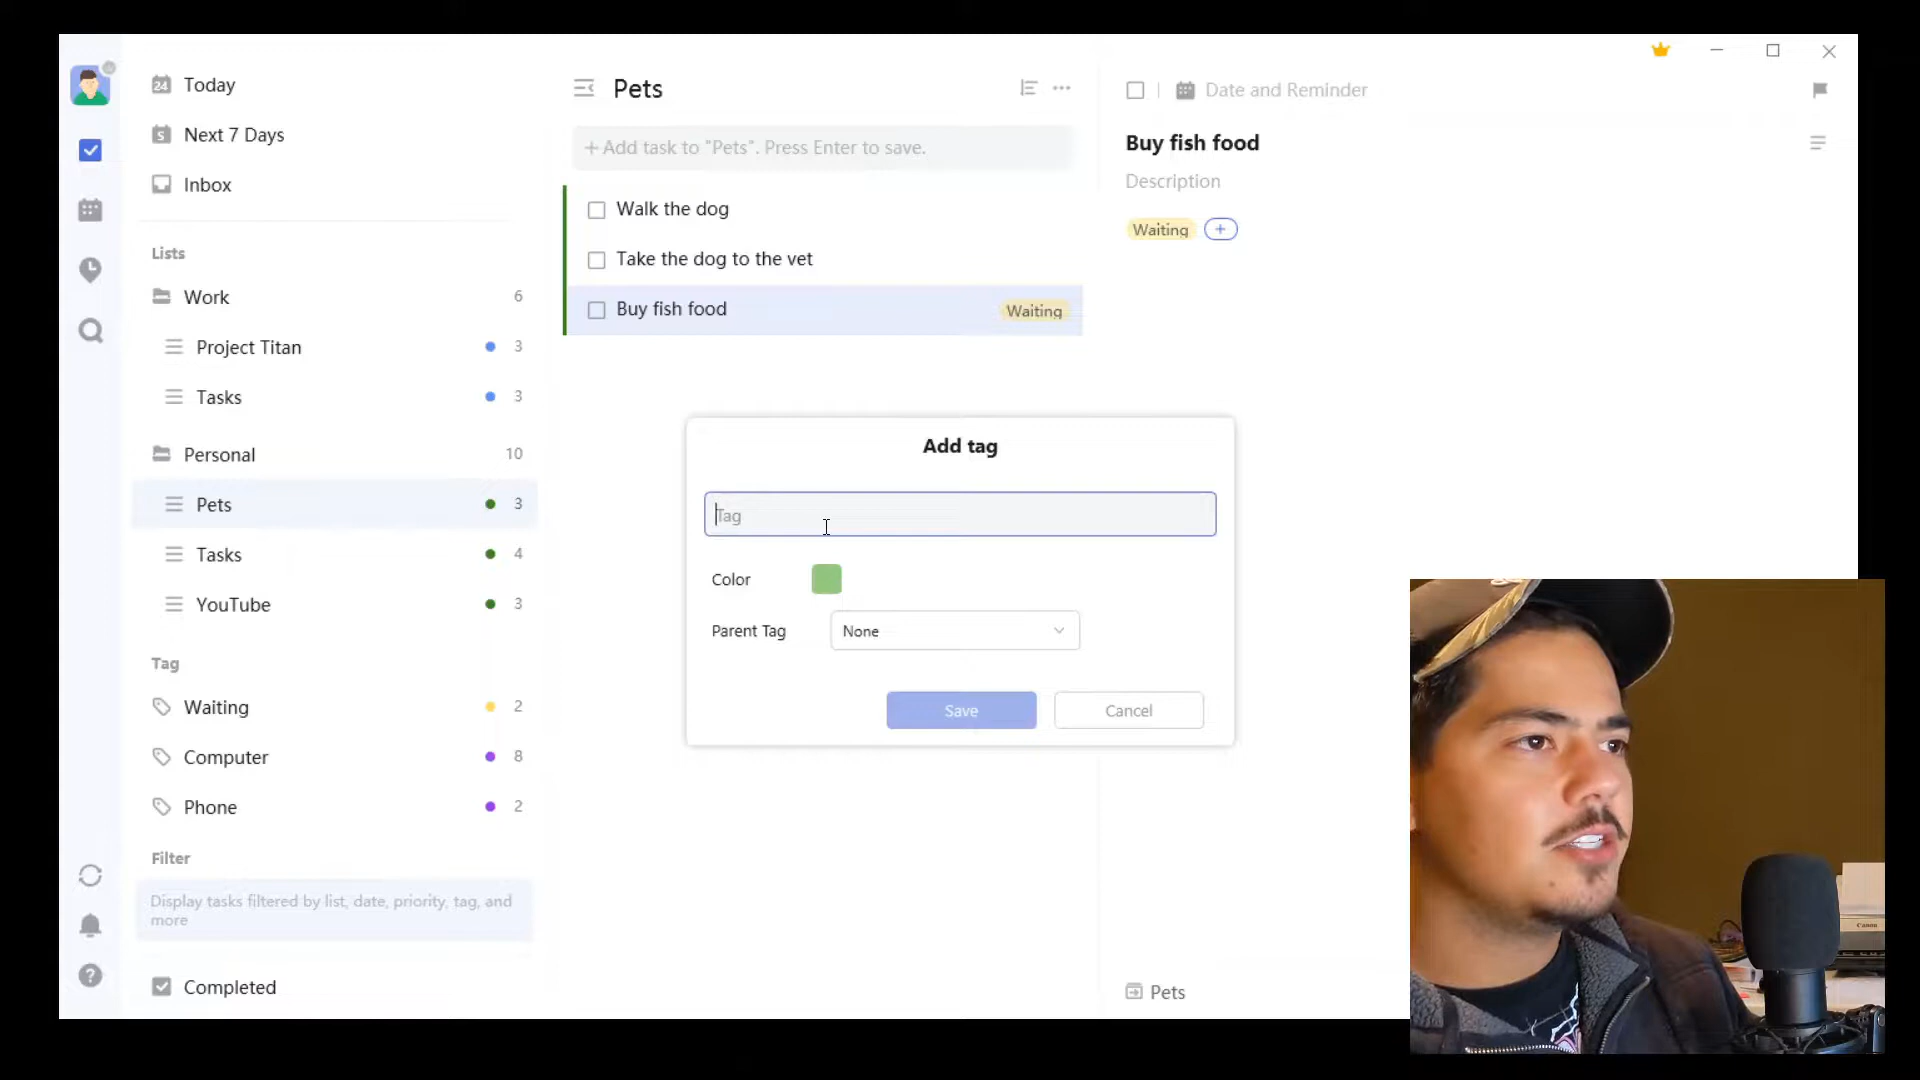 24 Today
S Next 7 Days
Inbox
Lists
Work 6
Project Titan 3
Tasks 3
Personal 10
Pets 3
Tasks 4
YouTube 3
Tag
Waiting 2
Computer 8
Phone 2
Filter
Display tasks filtered by list, date, priority, tag, and
more
Completed
Pets
+ Add task to "Pets". Press Enter to save.
Walk the dog
Take the dog to the vet
Buy fish food Waiting
Date and Reminder
Buy fish food
Description
Waiting +
Add tag
Tag
Color
Parent Tag None
Save Cancel
Pets
Canon